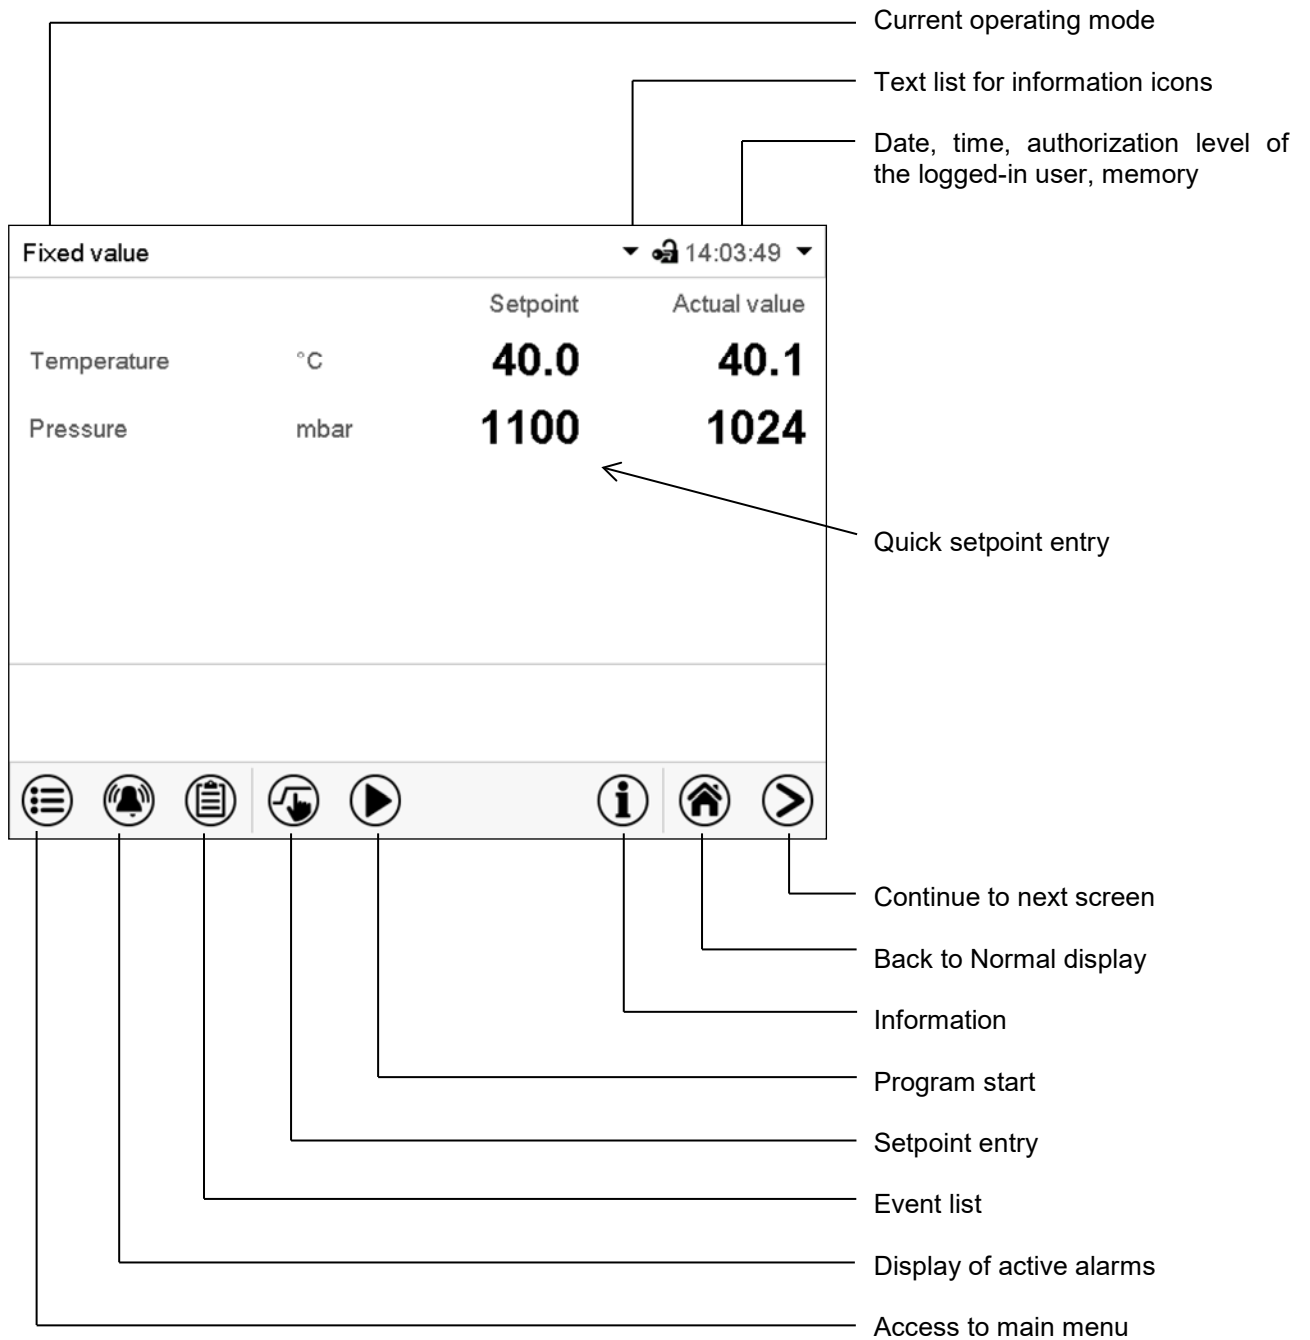 Current operating mode
Text list for information icons
Date, time, authorization level of
the logged-in user, memory
Fixed value
14:03:49
Setpoint Actual value
Temperature °C 40.0 40.1
Pressure mbar 1100 1024
Quick setpoint entry
Continue to next screen
Back to Normal display
Information
Program start
Setpoint entry
Event list
Display of active alarms
Access to main menu